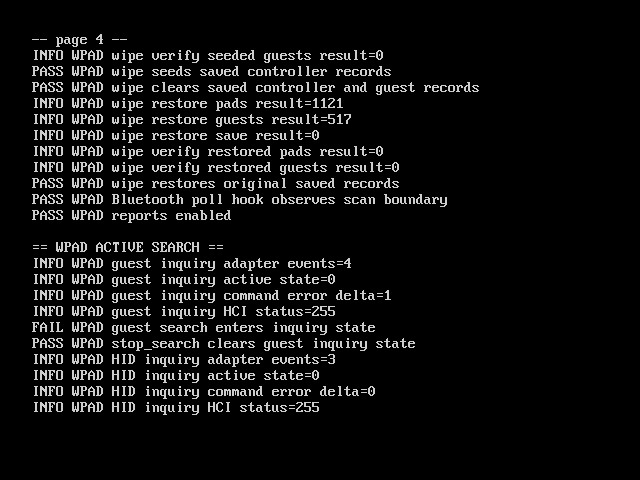 -- page 4 --
INFO WPAD wipe verify seeded guests result=0
PASS WPAD wipe seeds saved controller records
PASS WPAD wipe clears saved controller and guest records
INFO WPAD wipe restore pads result=1121
INFO WPAD wipe restore guests result=517
INFO WPAD wipe restore save result=0
INFO WPAD wipe verify restored pads result=0
INFO WPAD wipe verify restored guests result=0
PASS WPAD wipe restores original saved records
PASS WPAD Bluetooth poll hook observes scan boundary
PASS WPAD reports enabled
== WPAD ACTIVE SEARCH ==
INFO WPAD guest inquiry adapter events=4
INFO WPAD guest inquiry active state=0
INFO WPAD guest inquiry command error delta=1
INFO WPAD guest inquiry HCI status=255
FAIL WPAD guest search enters inquiry state
PASS WPAD stop_search clears guest inquiry state
INFO WPAD HID inquiry adapter events=3
INFO WPAD HID inquiry active state=0
INFO WPAD HID inquiry command error delta=0
INFO WPAD HID inquiry HCI status=255